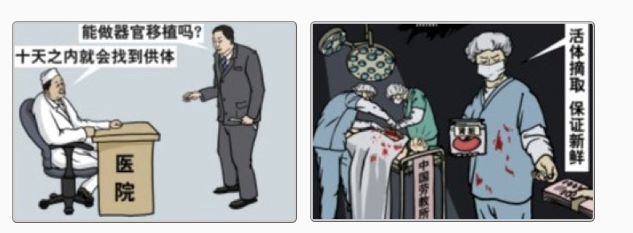 能做器官移植吗?
十天之内就会找到供体
医院
活体摘取 保证新鲜
中国劳教所